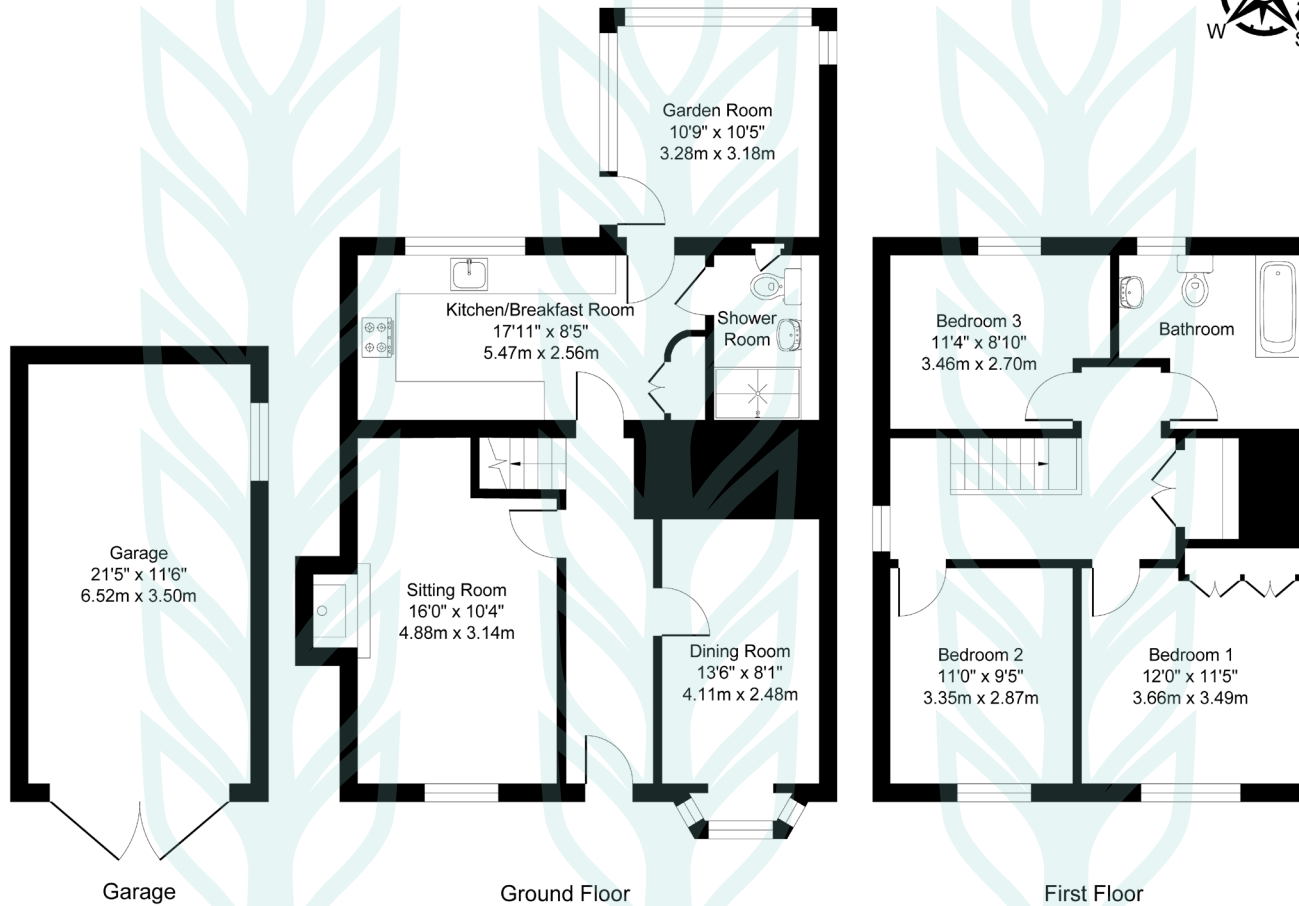 W
S
Garden Room
10'9" x 10'5"
3.28m x 3.18m
Kitchen/Breakfast Room
17'11" x 8'5"
5.47m x 2.56m
Shower
Room
Bedroom 3
11'4" x 8'10"
3.46m x 2.70m
Bathroom
Garage
21'5" x 11'6"
6.52m x 3.50m
Sitting Room
16'0" x 10'4"
4.88m x 3.14m
Dining Room
13'6" x 8'1"
4.11m x 2.48m
Bedroom 2
11'0" x 9'5"
3.35m x 2.87m
Bedroom 1
12'0" x 11'5"
3.66m x 3.49m
Garage
Ground Floor
First Floor